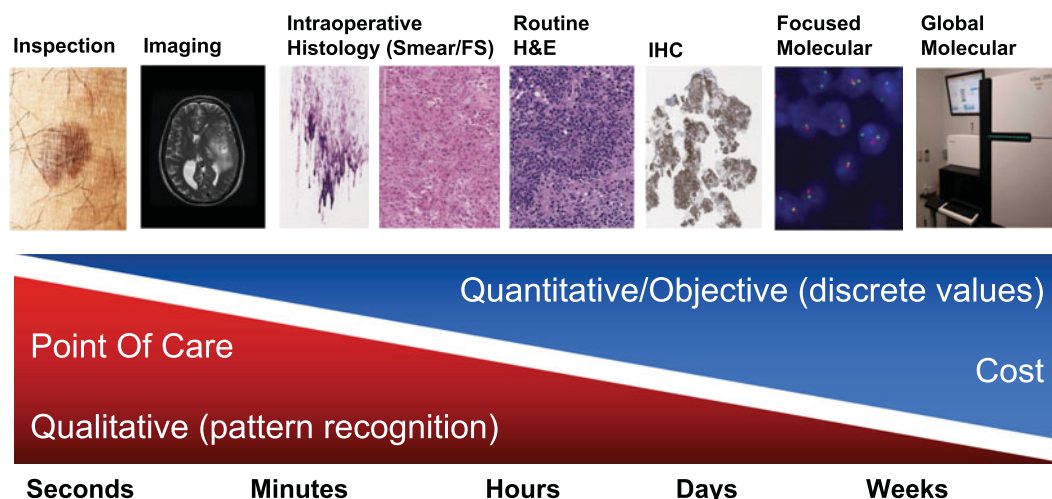 Inspection
Imaging
Intraoperative
Histology (Smear/FS)
Routine
H&E
IHC
Focused
Molecular
Global
Molecular
Quantitative/Objective (discrete values)
Point Of Care
Cost
Qualitative (pattern recognition)
Seconds
Minutes
Hours
Days
Weeks